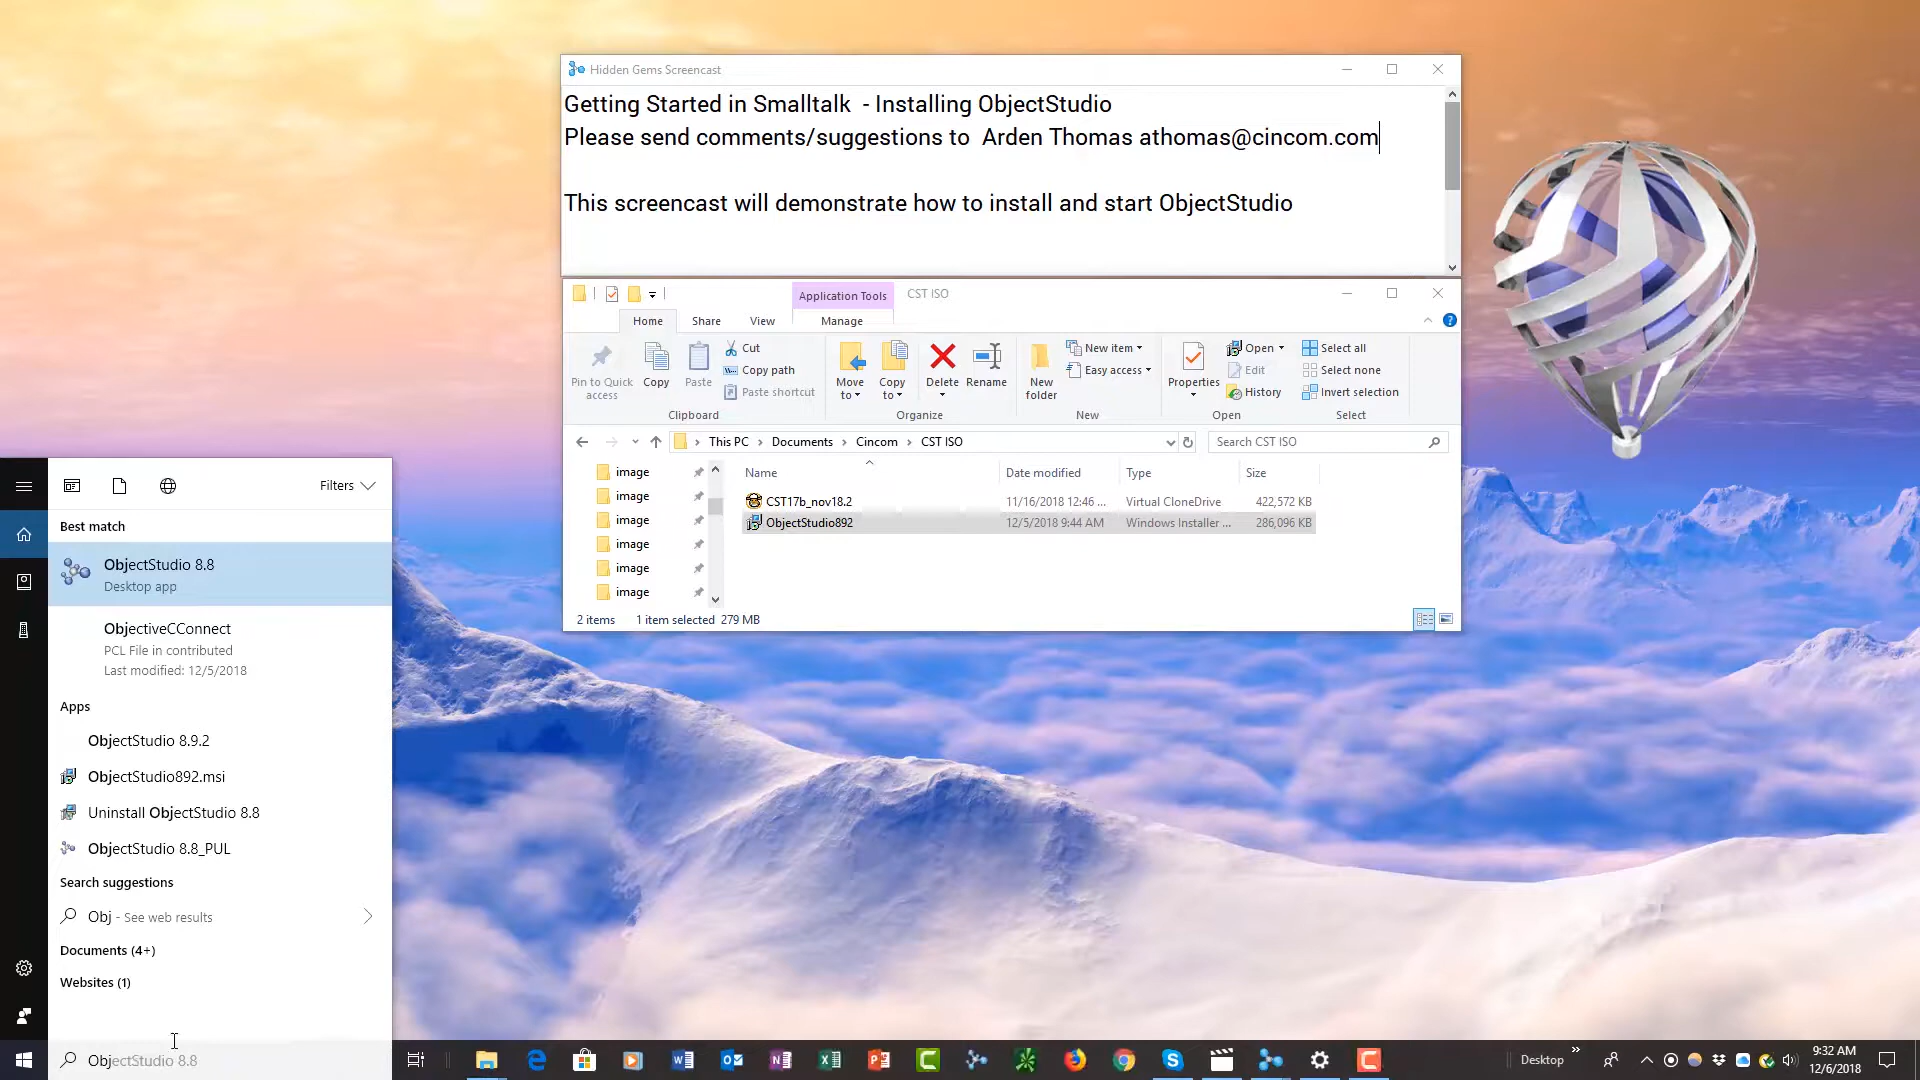 Hidden Gems Screencast
Getting Started in Smalltalk - Installing ObjectStudio
Please send comments/suggestions to Arden Thomas athomas@cincom.com
This screencast will demonstrate how to install and start ObjectStudio
Application Tools
CST ISO
Home
Share
View
Manage
Pin to Quick access
Copy
Paste
Cut
Copy path
Paste shortcut
Clipboard
Move to
Copy to
Delete
Rename
Organize
New folder
New item
Easy access
New
Properties
Open
Edit
History
Open
Select all
Select none
Invert selection
Select
This PC > Documents > Cincom > CST ISO
Search CST ISO
image
image
image
image
image
image
Name Date modified Type Size
CST17b_nov18.2 11/16/2018 12:46 ... Virtual CloneDrive 422,572 KB
ObjectStudio892 12/5/2018 9:44 AM Windows Installer ... 286,096 KB
2 items 1 item selected 279 MB
Filters
Best match
ObjectStudio 8.8
Desktop app
ObjectiveCConnect
PCL File in contributed
Last modified: 12/5/2018
Apps
ObjectStudio 8.9.2
ObjectStudio892.msi
Uninstall ObjectStudio 8.8
ObjectStudio 8.8_PUL
Search suggestions
Obj - See web results
Documents (4+)
Websites (1)
ObjectStudio 8.8
Desktop
9:32 AM
12/6/2018